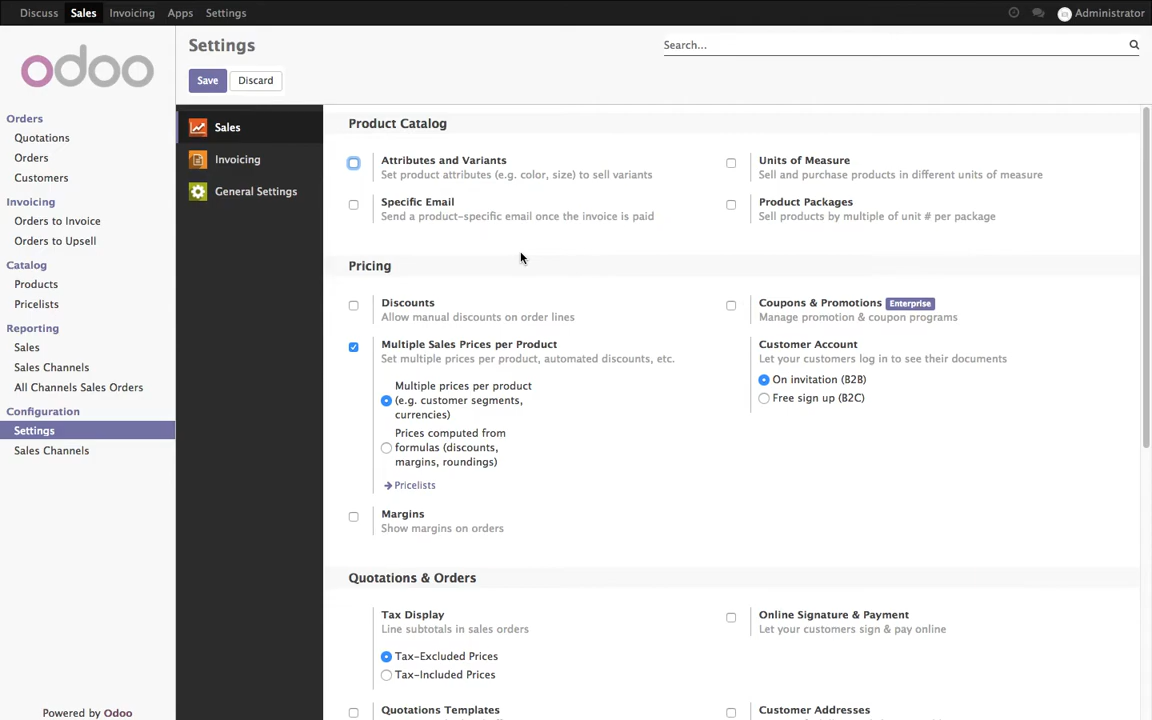 Discuss Sales Invoicing Apps Settings Administrator
odoo
Settings
Search...
Save Discard
Orders
Quotations
Orders
Customers
Invoicing
Orders to Invoice
Orders to Upsell
Catalog
Products
Pricelists
Reporting
Sales
Sales Channels
All Channels Sales Orders
Configuration
Settings
Sales Channels
Powered by Odoo
Sales
Invoicing
General Settings
Product Catalog
Attributes and Variants
Set product attributes (e.g. color, size) to sell variants
Units of Measure
Sell and purchase products in different units of measure
Specific Email
Send a product-specific email once the invoice is paid
Product Packages
Sell products by multiple of unit # per package
Pricing
Discounts
Allow manual discounts on order lines
Coupons & Promotions Enterprise
Manage promotion & coupon programs
Multiple Sales Prices per Product
Set multiple prices per product, automated discounts, etc.
Multiple prices per product
(e.g. customer segments,
currencies)
Prices computed from
formulas (discounts,
margins, roundings)
Pricelists
Customer Account
Let your customers log in to see their documents
On invitation (B2B)
Free sign up (B2C)
Margins
Show margins on orders
Quotations & Orders
Tax Display
Line subtotals in sales orders
Tax-Excluded Prices
Tax-Included Prices
Online Signature & Payment
Let your customers sign & pay online
Quotations Templates
Customer Addresses